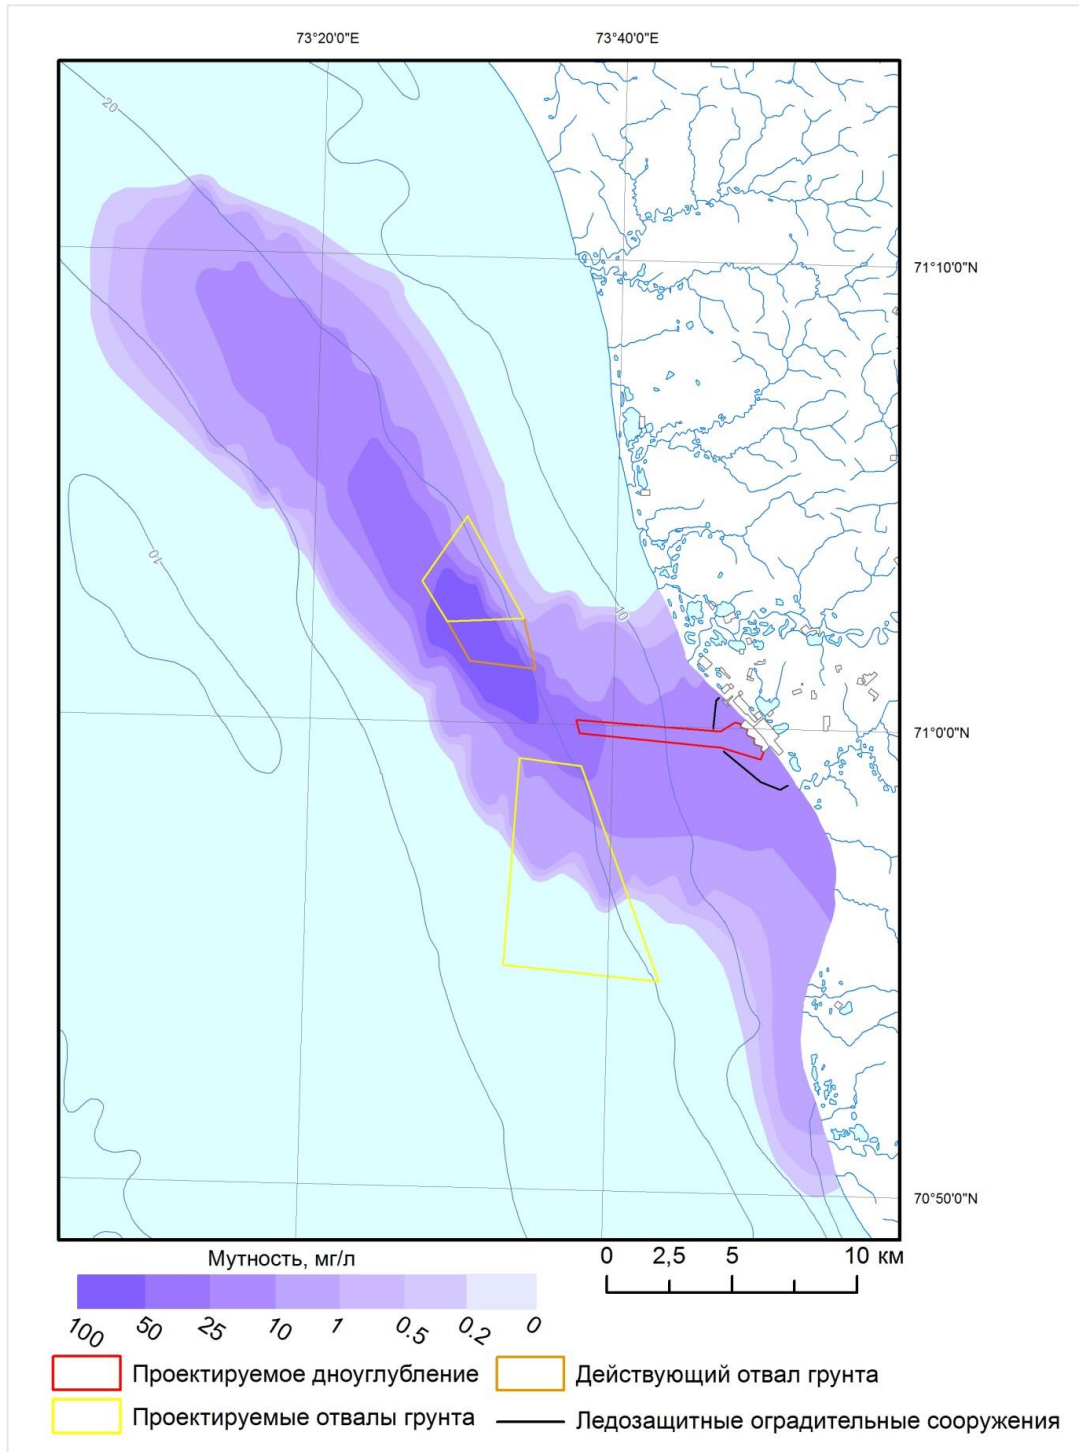 73°20'0"E 73°40'0"E
20
71°10'0"N
10
10
71°0'0"N
70°50'0"N
Мутность, мг/л
0 2,5 5 10 км
100 50 25 10 1 0.5 0.2 0
Проектируемое дноуглубление
Действующий отвал грунта
Проектируемые отвалы грунта
Ледозащитные оградительные сооружения